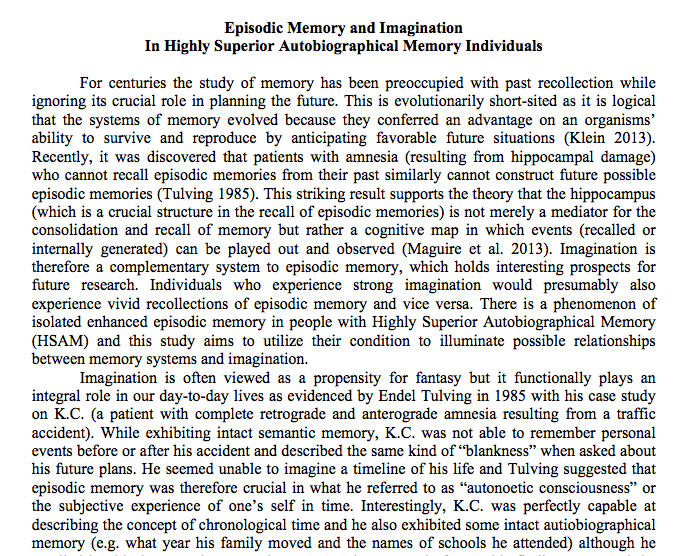 Episodic Memory and Imagination
In Highly Superior Autobiographical Memory Individuals
For centuries the study of memory has been preoccupied with past recollection while
ignoring its crucial role in planning the future. This is evolutionarily short-sited as it is logical
that the systems of memory evolved because they conferred an advantage on an organisms’
ability to survive and reproduce by anticipating favorable future situations (Klein 2013).
Recently, it was discovered that patients with amnesia (resulting from hippocampal damage)
who cannot recall episodic memories from their past similarly cannot construct future possible
episodic memories (Tulving 1985). This striking result supports the theory that the hippocampus
(which is a crucial structure in the recall of episodic memories) is not merely a mediator for the
consolidation and recall of memory but rather a cognitive map in which events (recalled or
internally generated) can be played out and observed (Maguire et al. 2013). Imagination is
therefore a complementary system to episodic memory, which holds interesting prospects for
future research. Individuals who experience strong imagination would presumably also
experience vivid recollections of episodic memory and vice versa. There is a phenomenon of
isolated enhanced episodic memory in people with Highly Superior Autobiographical Memory
(HSAM) and this study aims to utilize their condition to illuminate possible relationships
between memory systems and imagination.
Imagination is often viewed as a propensity for fantasy but it functionally plays an
integral role in our day-to-day lives as evidenced by Endel Tulving in 1985 with his case study
on K.C. (a patient with complete retrograde and anterograde amnesia resulting from a traffic
accident). While exhibiting intact semantic memory, K.C. was not able to remember personal
events before or after his accident and described the same kind of “blankness” when asked about
his future plans. He seemed unable to imagine a timeline of his life and Tulving suggested that
episodic memory was therefore crucial in what he referred to as “autonoetic consciousness” or
the subjective experience of one’s self in time. Interestingly, K.C. was perfectly capable at
describing the concept of chronological time and he also exhibited some intact autiobiographical
memory (e.g. what year his family moved and the names of schools he attended) although he